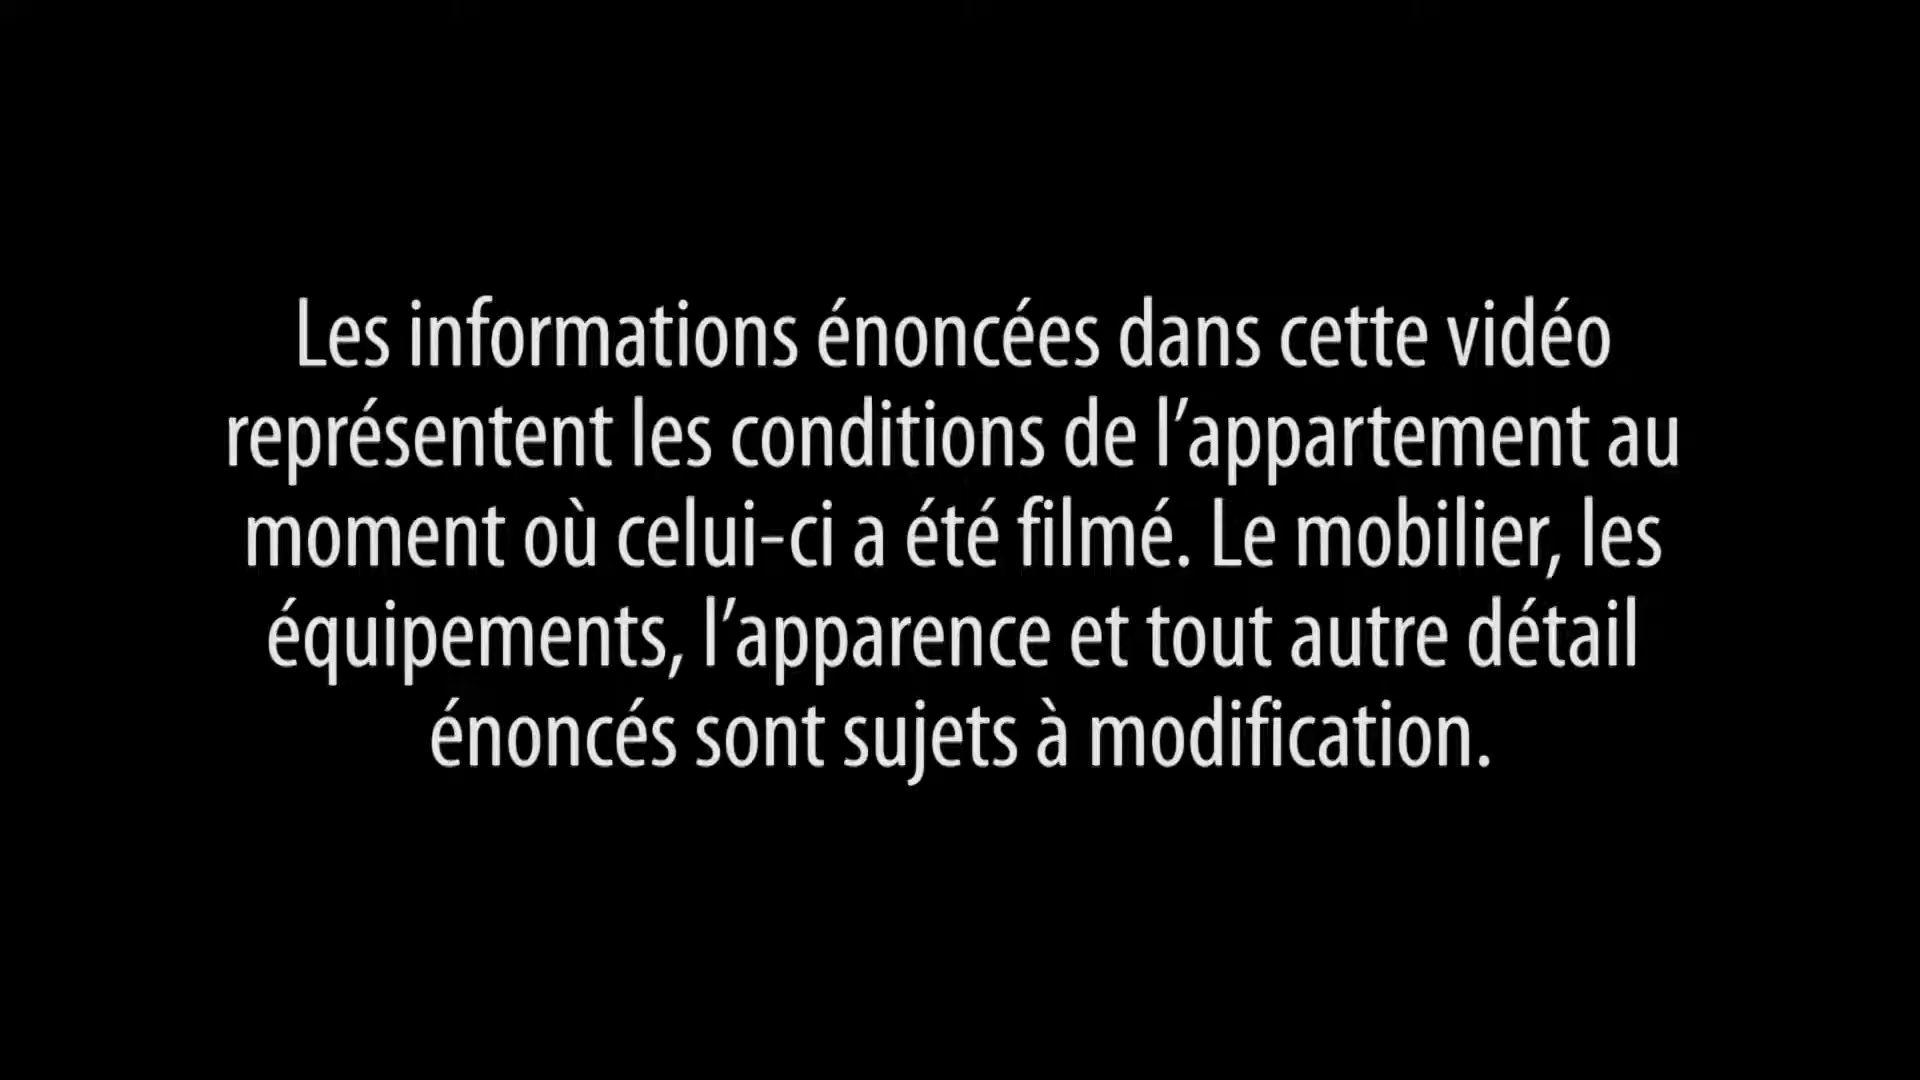 Les informations énoncées dans cette vidéo
représentent les conditions de l’appartement au
moment où celui-ci a été filmé. Le mobilier, les
équipements, l’apparence et tout autre détail
énoncés sont sujets à modification.